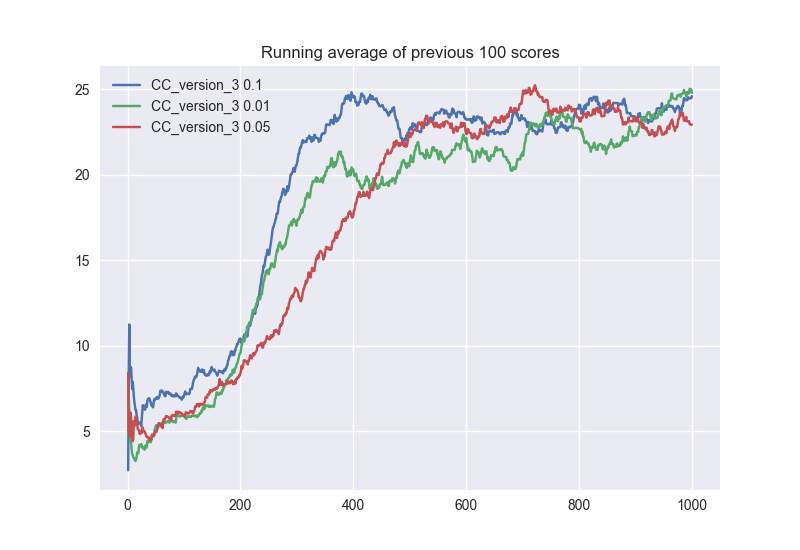 Running average of previous 100 scores
25
20
15
10
5
CC_version_3 0.1
CC_version_3 0.01
CC_version_3 0.05
0 200 400 600 800 1000